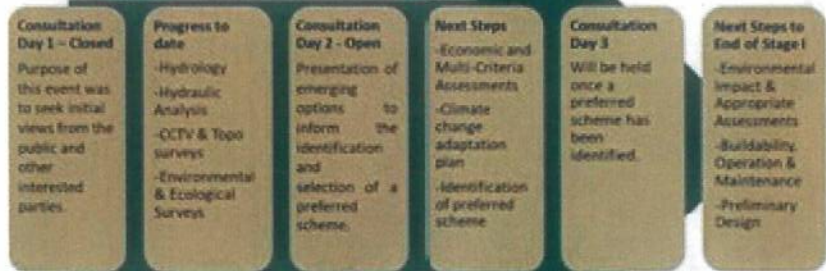 Consultation
Day 1 – Closed
Purpose of
this event was
to seek initial
views from the
public and
other
interested
parties.
Progress to
date
-Hydrology
-Hydraulic
Analysis
-CCTV & Topo
surveys
-Environmental
& Ecological
Surveys
Consultation
Day 2 - Open
Presentation of
emerging
options to
inform the
identification
and
selection of a
preferred
scheme.
Next Steps
-Economic and
Multi-Criteria
Assessments
-Climate
change
adaptation
plan
-Identification
of preferred
scheme
Consultation
Day 3
Will be held
once a
preferred
scheme has
been
identified.
Next Steps to
End of Stage I
-Environmental
Impact &
Appropriate
Assessments
-Buildability,
Operation &
Maintenance
-Preliminary
Design